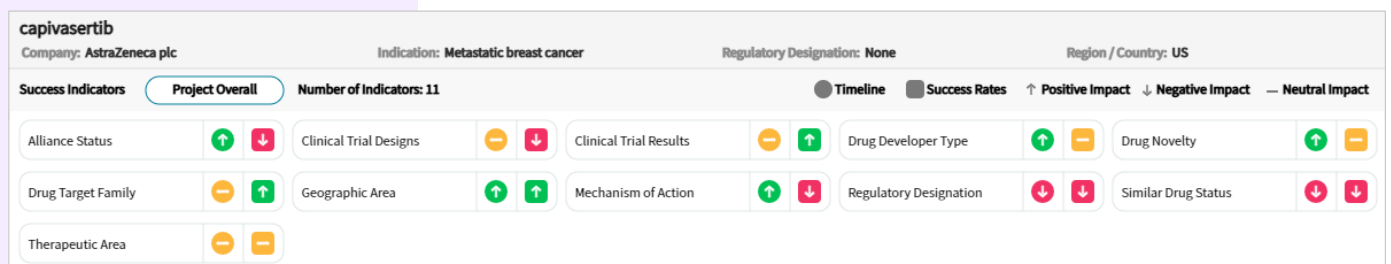 capivasertib
Company: AstraZeneca plc Indication: Metastatic breast cancer Regulatory Designation: None Region / Country: US
Success Indicators Project Overall Number of Indicators: 11 Timeline Success Rates ↑ Positive Impact ↓ Negative Impact — Neutral Impact
Alliance Status Clinical Trial Designs Clinical Trial Results Drug Developer Type Drug Novelty
Drug Target Family Geographic Area Mechanism of Action Regulatory Designation Similar Drug Status
Therapeutic Area